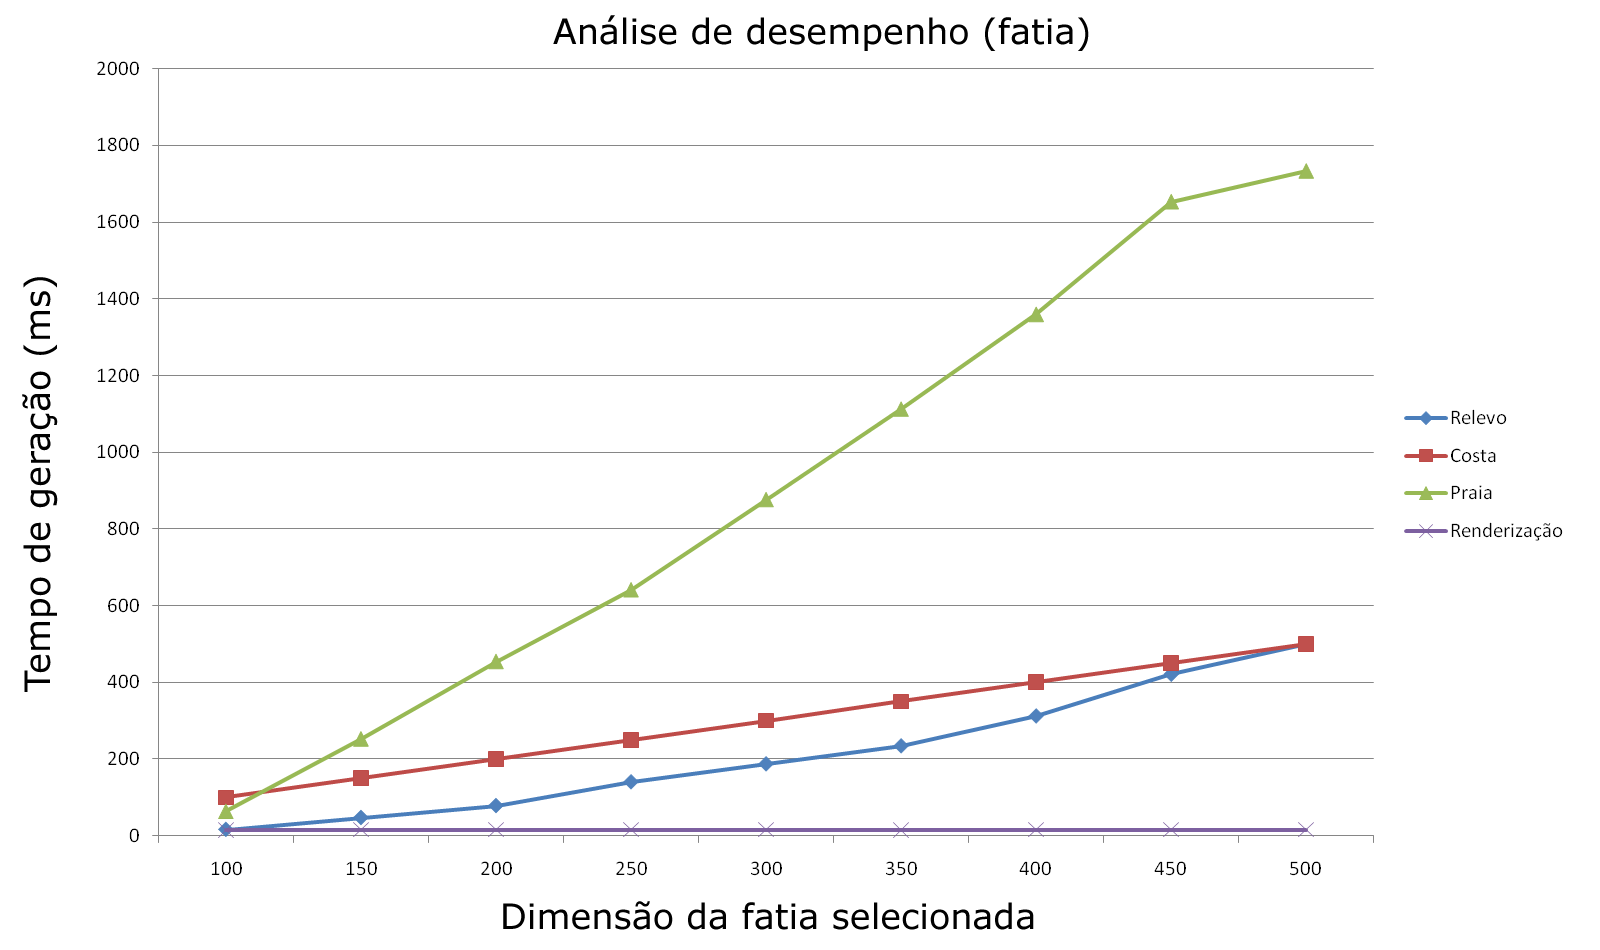 Análise de desempenho (fatia)
Tempo de geração (ms)
2000
1800
1600
1400
1200
1000
800
600
400
200
0
100 150 200 250 300 350 400 450 500
Dimensão da fatia selecionada
Relevo
Costa
Praia
Renderização